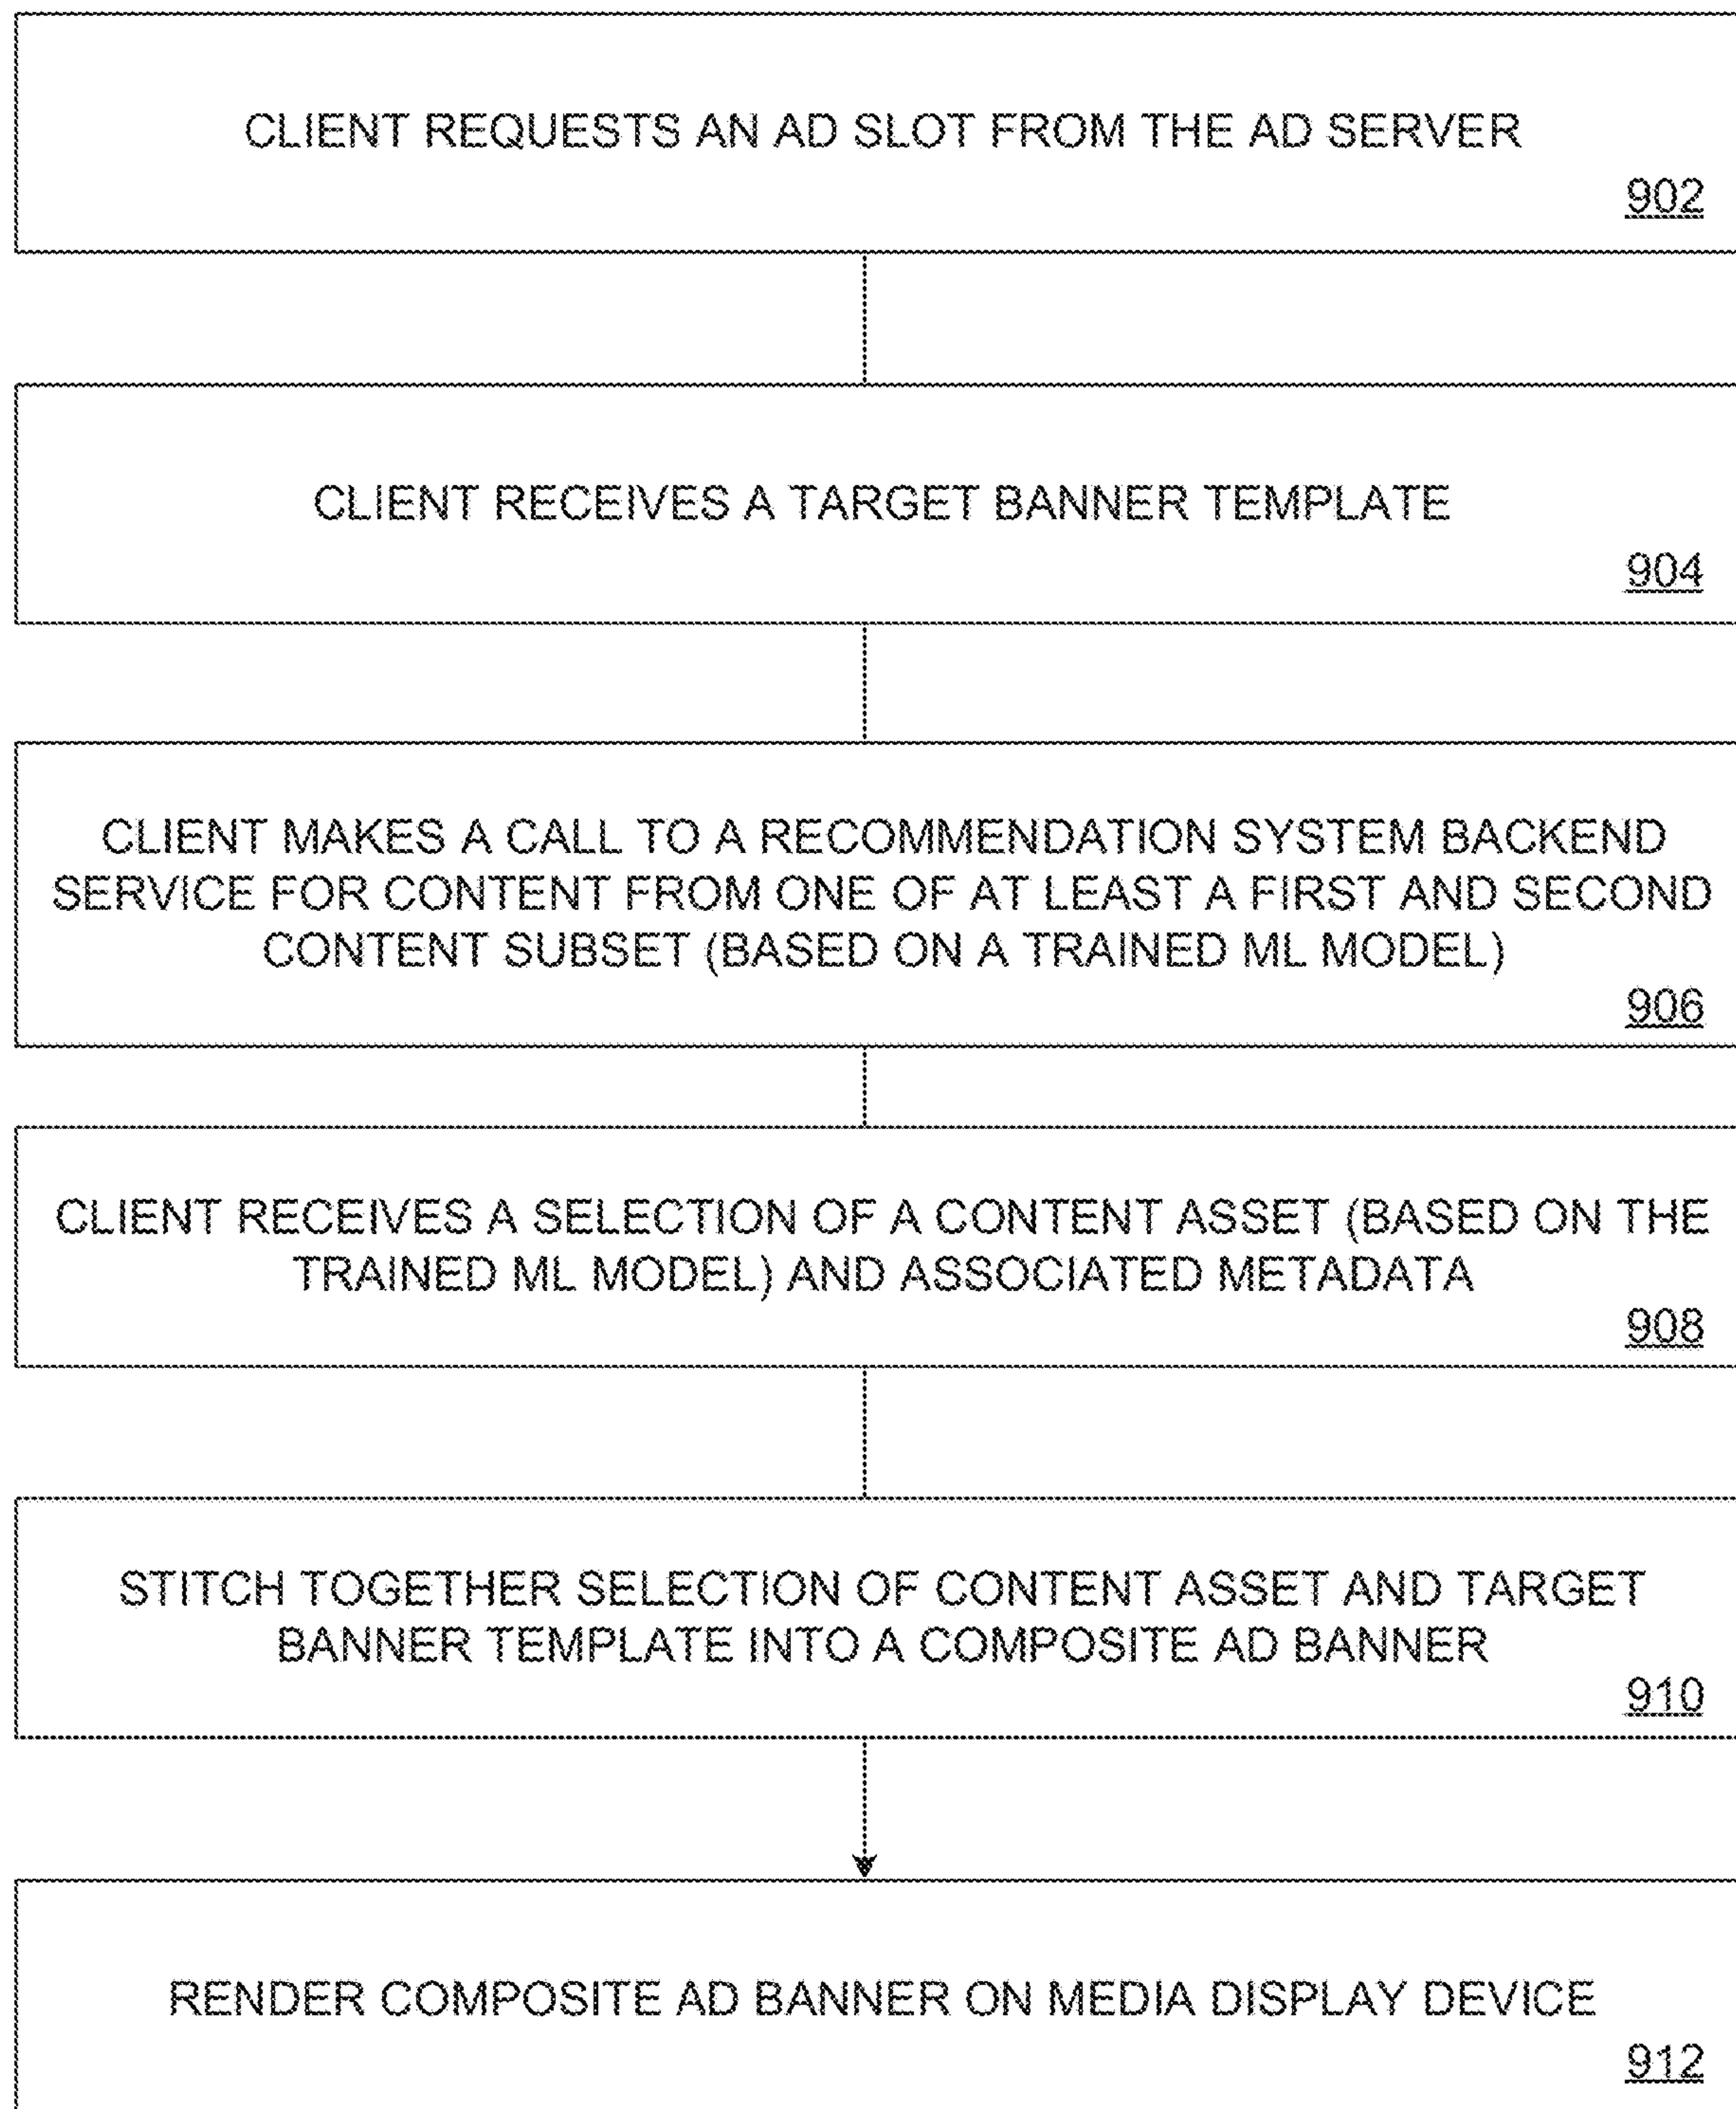 CLIENT REQUESTS AN AD SLOT FROM THE AD SERVER
902
CLIENT RECEIVES A TARGET BANNER TEMPLATE
904
CLIENT MAKES A CALL TO A RECOMMENDATION SYSTEM BACKEND
SERVICE FOR CONTENT FROM ONE OF AT LEAST A FIRST AND SECOND
CONTENT SUBSET (BASED ON A TRAINED ML MODEL)
906
CLIENT RECEIVES A SELECTION OF A CONTENT ASSET (BASED ON THE
TRAINED ML MODEL) AND ASSOCIATED METADATA
908
STITCH TOGETHER SELECTION OF CONTENT ASSET AND TARGET
BANNER TEMPLATE INTO A COMPOSITE AD BANNER
910
RENDER COMPOSITE AD BANNER ON MEDIA DISPLAY DEVICE
912